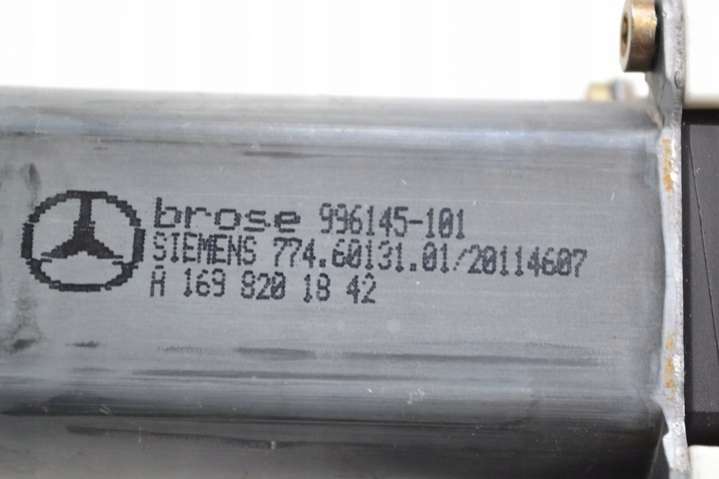 brose 996145-101
SIEMENS 774.60131.01/20114607
A 169 820 18 42